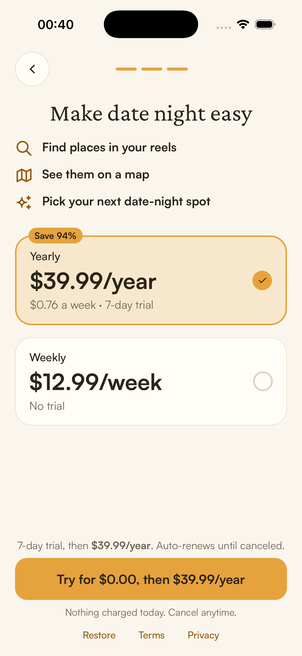 00:40
Make date night easy
Find places in your reels
See them on a map
Pick your next date-night spot
Save 94%
Yearly
$39.99/year
$0.76 a week · 7-day trial
Weekly
$12.99/week
No trial
7-day trial, then $39.99/year. Auto-renews until canceled.
Try for $0.00, then $39.99/year
Nothing charged today. Cancel anytime.
Restore Terms Privacy